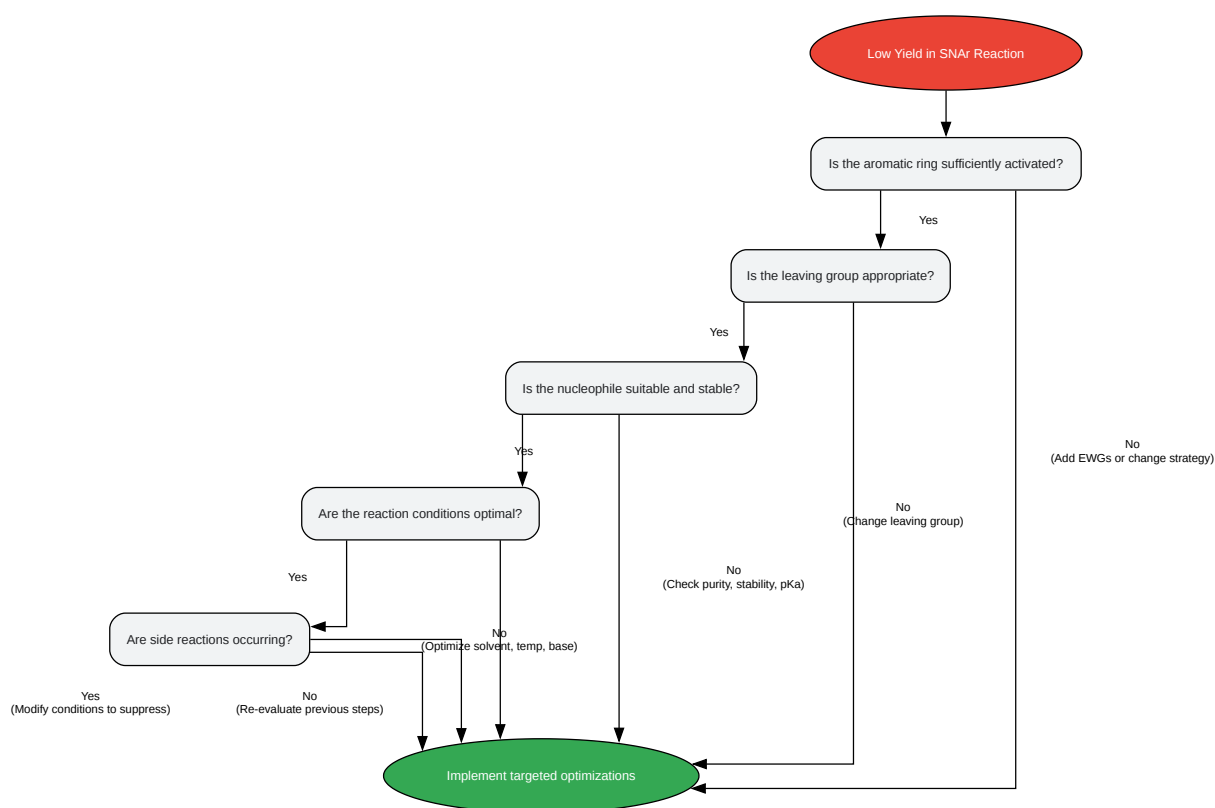 Low Yield in SNAr Reaction
Is the aromatic ring sufficiently activated?
Yes
Is the leaving group appropriate?
Yes
Is the nucleophile suitable and stable?
No
(Add EWGs or change strategy)
Yes
Are the reaction conditions optimal?
No
(Change leaving group)
Yes
No
(Check purity, stability, pKa)
Are side reactions occurring?
No
(Optimize solvent, temp, base)
Yes
(Modify conditions to suppress)
No
(Re-evaluate previous steps)
Implement targeted optimizations